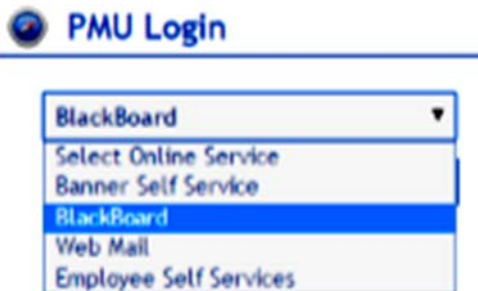 PMU Login
BlackBoard
Select Online Service
Banner Self Service
BlackBoard
Web Mail
Employee Self Services